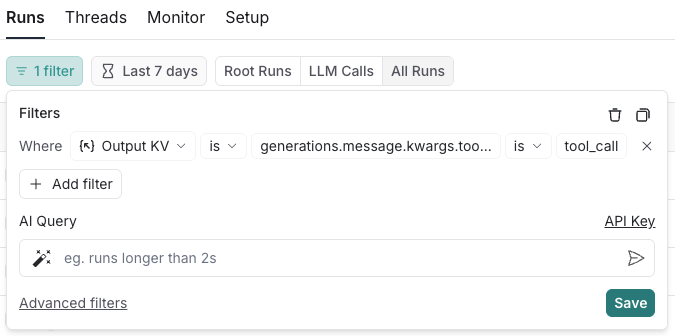 Runs Threads Monitor Setup
1 filter Last 7 days Root Runs LLM Calls All Runs
Filters
Where Output KV is generations.message.kwargs.too... is tool_call
Add filter
AI Query API Key
eg. runs longer than 2s
Advanced filters Save